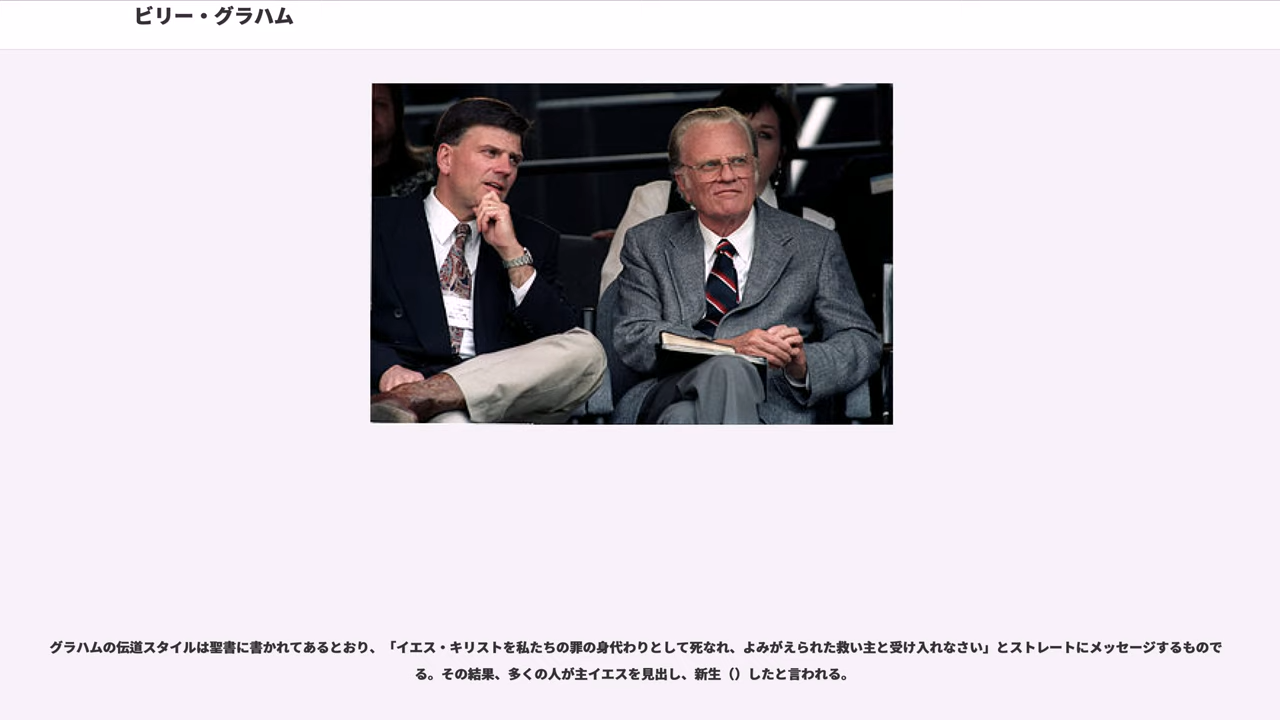 ビリー・グラハム
グラハムの伝道スタイルは聖書に書かれてあるとおり、「イエス・キリストを私たちの罪の身代わりとして死なれ、よみがえられた救い主と受け入れなさい」とストレートにメッセージするもので
る。その結果、多くの人が主イエスを見出し、新生（）したと言われる。